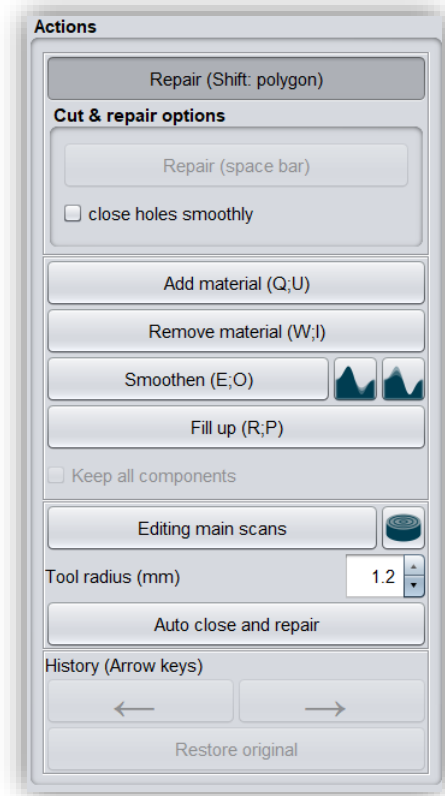 Actions
Repair (Shift: polygon)
Cut & repair options
Repair (space bar)
close holes smoothly
Add material (Q;U)
Remove material (W;I)
Smoothen (E;O)
Fill up (R;P)
Keep all components
Editing main scans
Tool radius (mm) 1.2
Auto close and repair
History (Arrow keys)
← →
Restore original